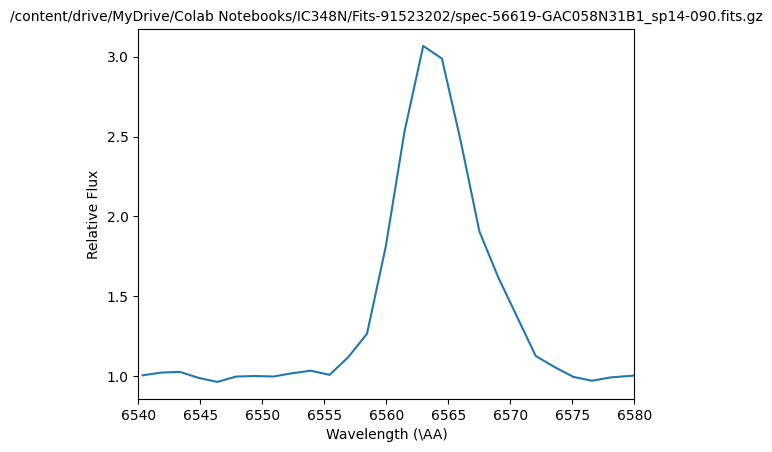 /content/drive/MyDrive/Colab Notebooks/IC348N/Fits-91523202/spec-56619-GAC058N31B1_sp14-090.fits.gz
3.0
2.5
2.0
1.5
1.0
Relative Flux
6540 6545 6550 6555 6560 6565 6570 6575 6580
Wavelength (\AA)